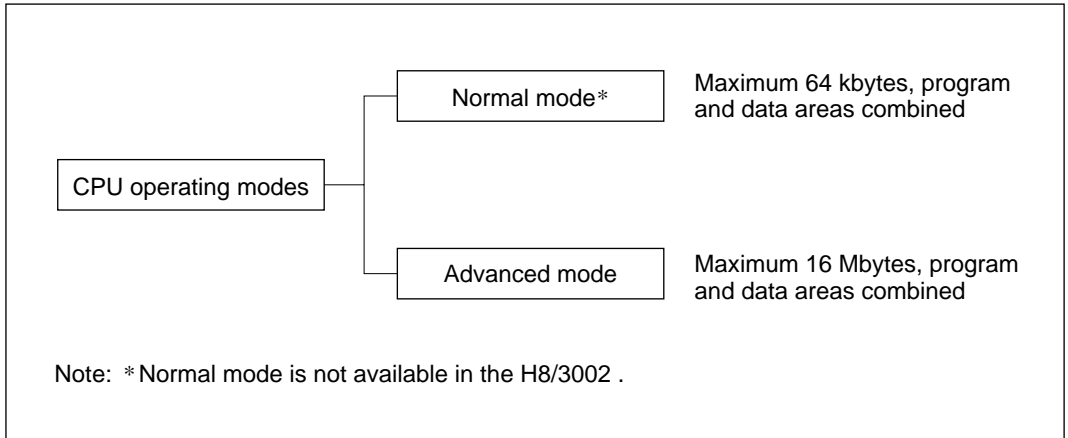 Normal mode*
Maximum 64 kbytes, program
and data areas combined
CPU operating modes
Advanced mode
Maximum 16 Mbytes, program
and data areas combined
Note: * Normal mode is not available in the H8/3002 .